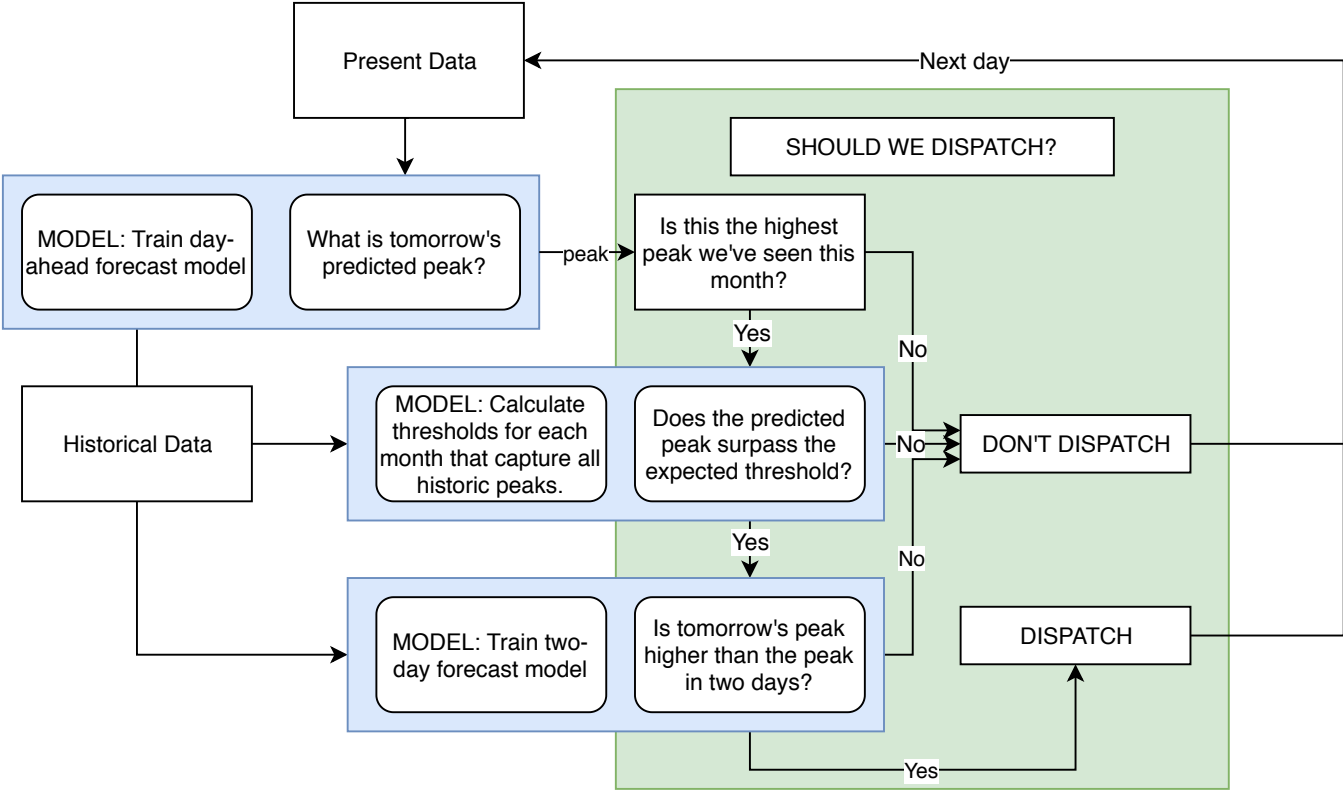 Present Data
Next day
SHOULD WE DISPATCH?
MODEL: Train day-
ahead forecast model
What is tomorrow's
predicted peak?
peak
Is this the highest
peak we've seen this
month?
Yes
No
Historical Data
MODEL: Calculate
thresholds for each
month that capture all
historic peaks.
Does the predicted
peak surpass the
expected threshold?
No
DON'T DISPATCH
Yes
No
MODEL: Train two-
day forecast model
Is tomorrow's peak
higher than the peak
in two days?
DISPATCH
Yes